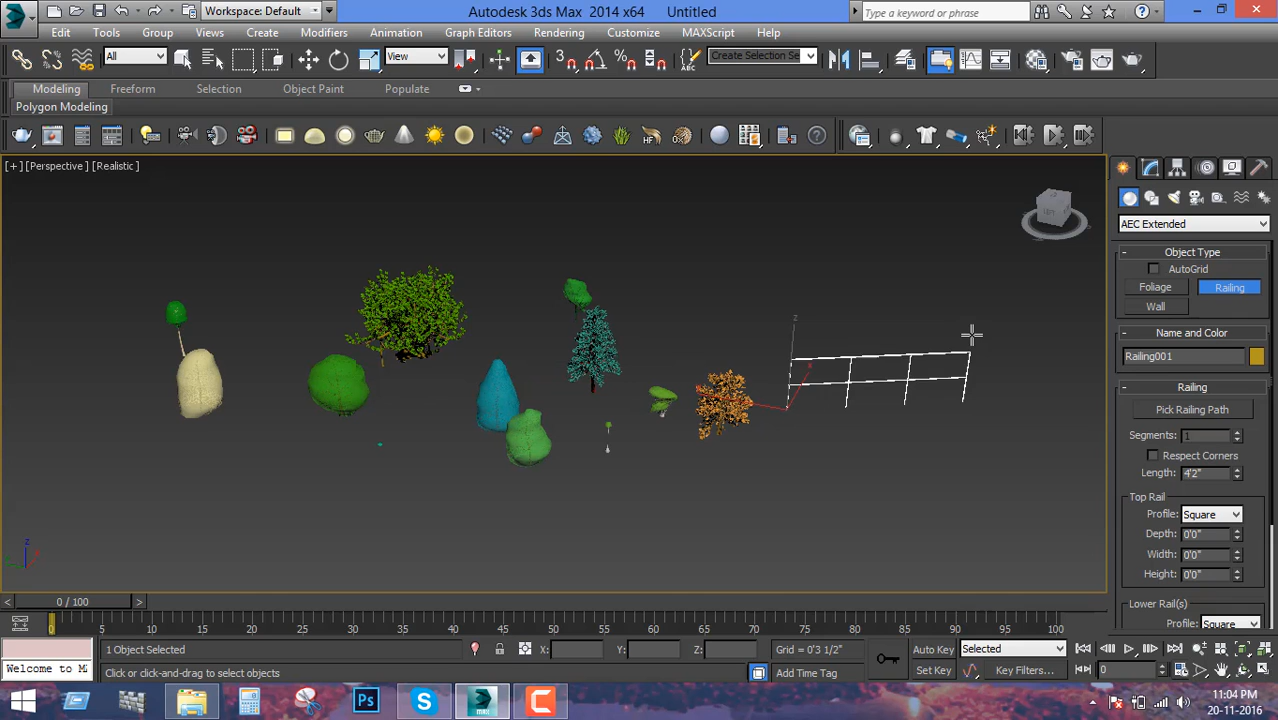 Workspace: Default
Autodesk 3ds Max 2014 x64 Untitled
Type a keyword or phrase
Edit Tools Group Views Create Modifiers Animation Graph Editors Rendering Customize MAXScript Help
All
View
Create Selection Se
Modeling Freeform Selection Object Paint Populate
Polygon Modeling
HF
[+] [Perspective] [Realistic]
AEC Extended
- Object Type
AutoGrid
Foliage Railing
Wall
- Name and Color
Railing001
- Railing
Pick Railing Path
Segments: 1
Respect Corners
Length: 4'2"
Top Rail
Profile: Square
Depth: 0'0"
Width: 0'0"
Height: 0'0"
Lower Rail(s)
Profile: Square
z
x
z
< 0 / 100 >
0 5 10 15 20 25 30 35 40 45 50 55 60 65 70 75 80 85 90 95 100
1 Object Selected
X: Y: Z:
Grid = 0'3 1/2"
Auto Key Selected
Welcome to M
Click or click-and-drag to select objects
Add Time Tag
Set Key Key Filters...
0
Ps
MAX
11:04 PM
20-11-2016